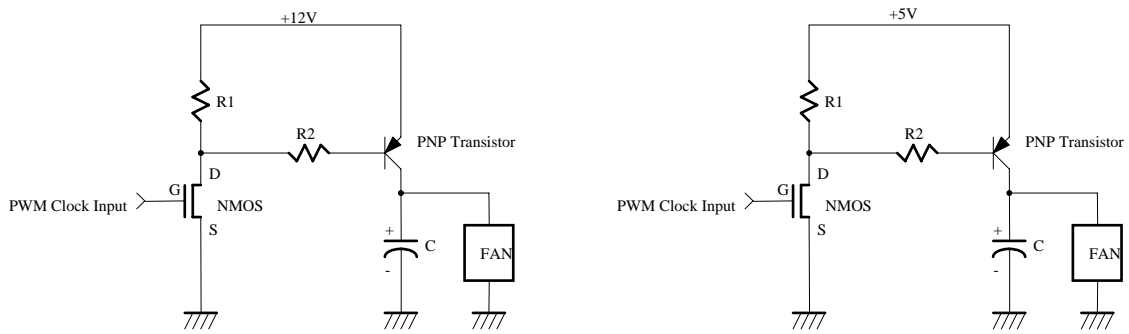 +12V
R1
R2
PNP Transistor
D
G
PWM Clock Input
NMOS
S
+
C
-
FAN
+5V
R1
R2
PNP Transistor
D
G
PWM Clock Input
NMOS
S
+
C
-
FAN